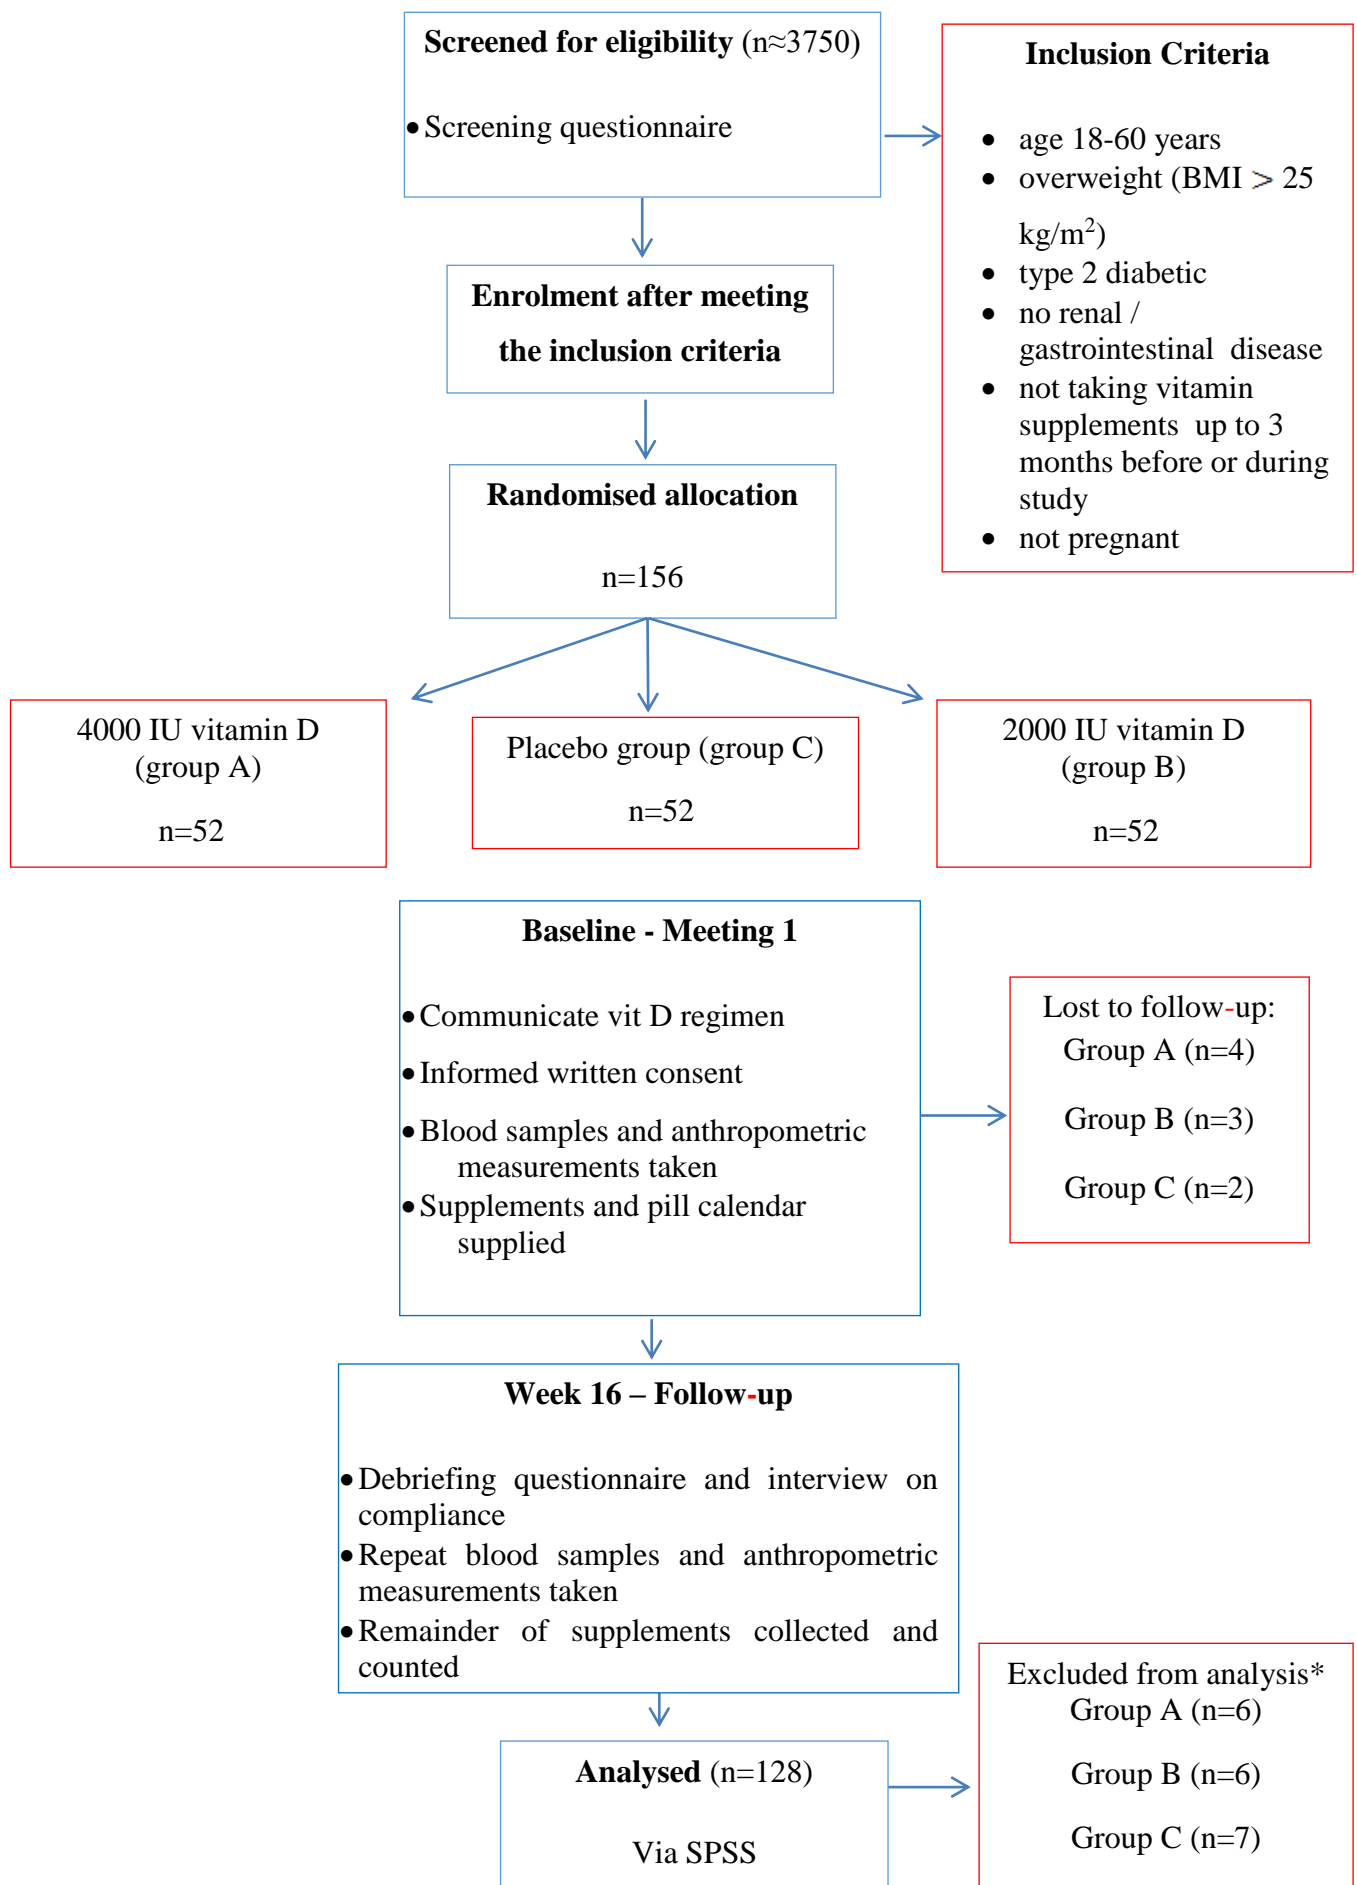 Screened for eligibility (n≈3750)
• Screening questionnaire
Inclusion Criteria
• age 18-60 years
• overweight (BMI > 25
kg/m²)
• type 2 diabetic
• no renal /
gastrointestinal disease
• not taking vitamin
supplements up to 3
months before or during
study
• not pregnant
Enrolment after meeting
the inclusion criteria
Randomised allocation
n=156
4000 IU vitamin D
(group A)
n=52
Placebo group (group C)
n=52
2000 IU vitamin D
(group B)
n=52
Baseline - Meeting 1
• Communicate vit D regimen
• Informed written consent
• Blood samples and anthropometric
measurements taken
• Supplements and pill calendar
supplied
Lost to follow-up:
Group A (n=4)
Group B (n=3)
Group C (n=2)
Week 16 – Follow-up
• Debriefing questionnaire and interview on
compliance
• Repeat blood samples and anthropometric
measurements taken
• Remainder of supplements collected and
counted
Analysed (n=128)
Via SPSS
Excluded from analysis*
Group A (n=6)
Group B (n=6)
Group C (n=7)